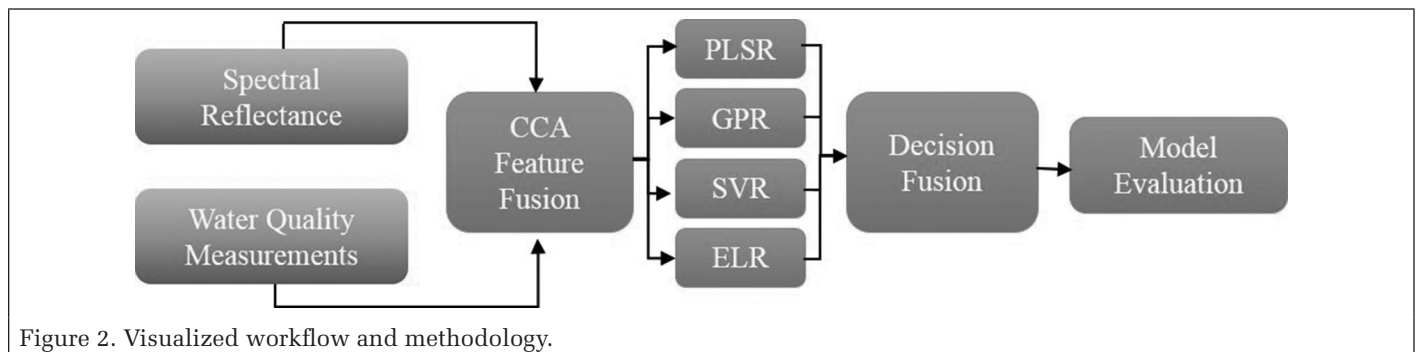 Spectral
Reflectance
Water Quality
Measurements
CCA
Feature
Fusion
PLSR
GPR
SVR
ELR
Decision
Fusion
Model
Evaluation
Figure 2. Visualized workflow and methodology.